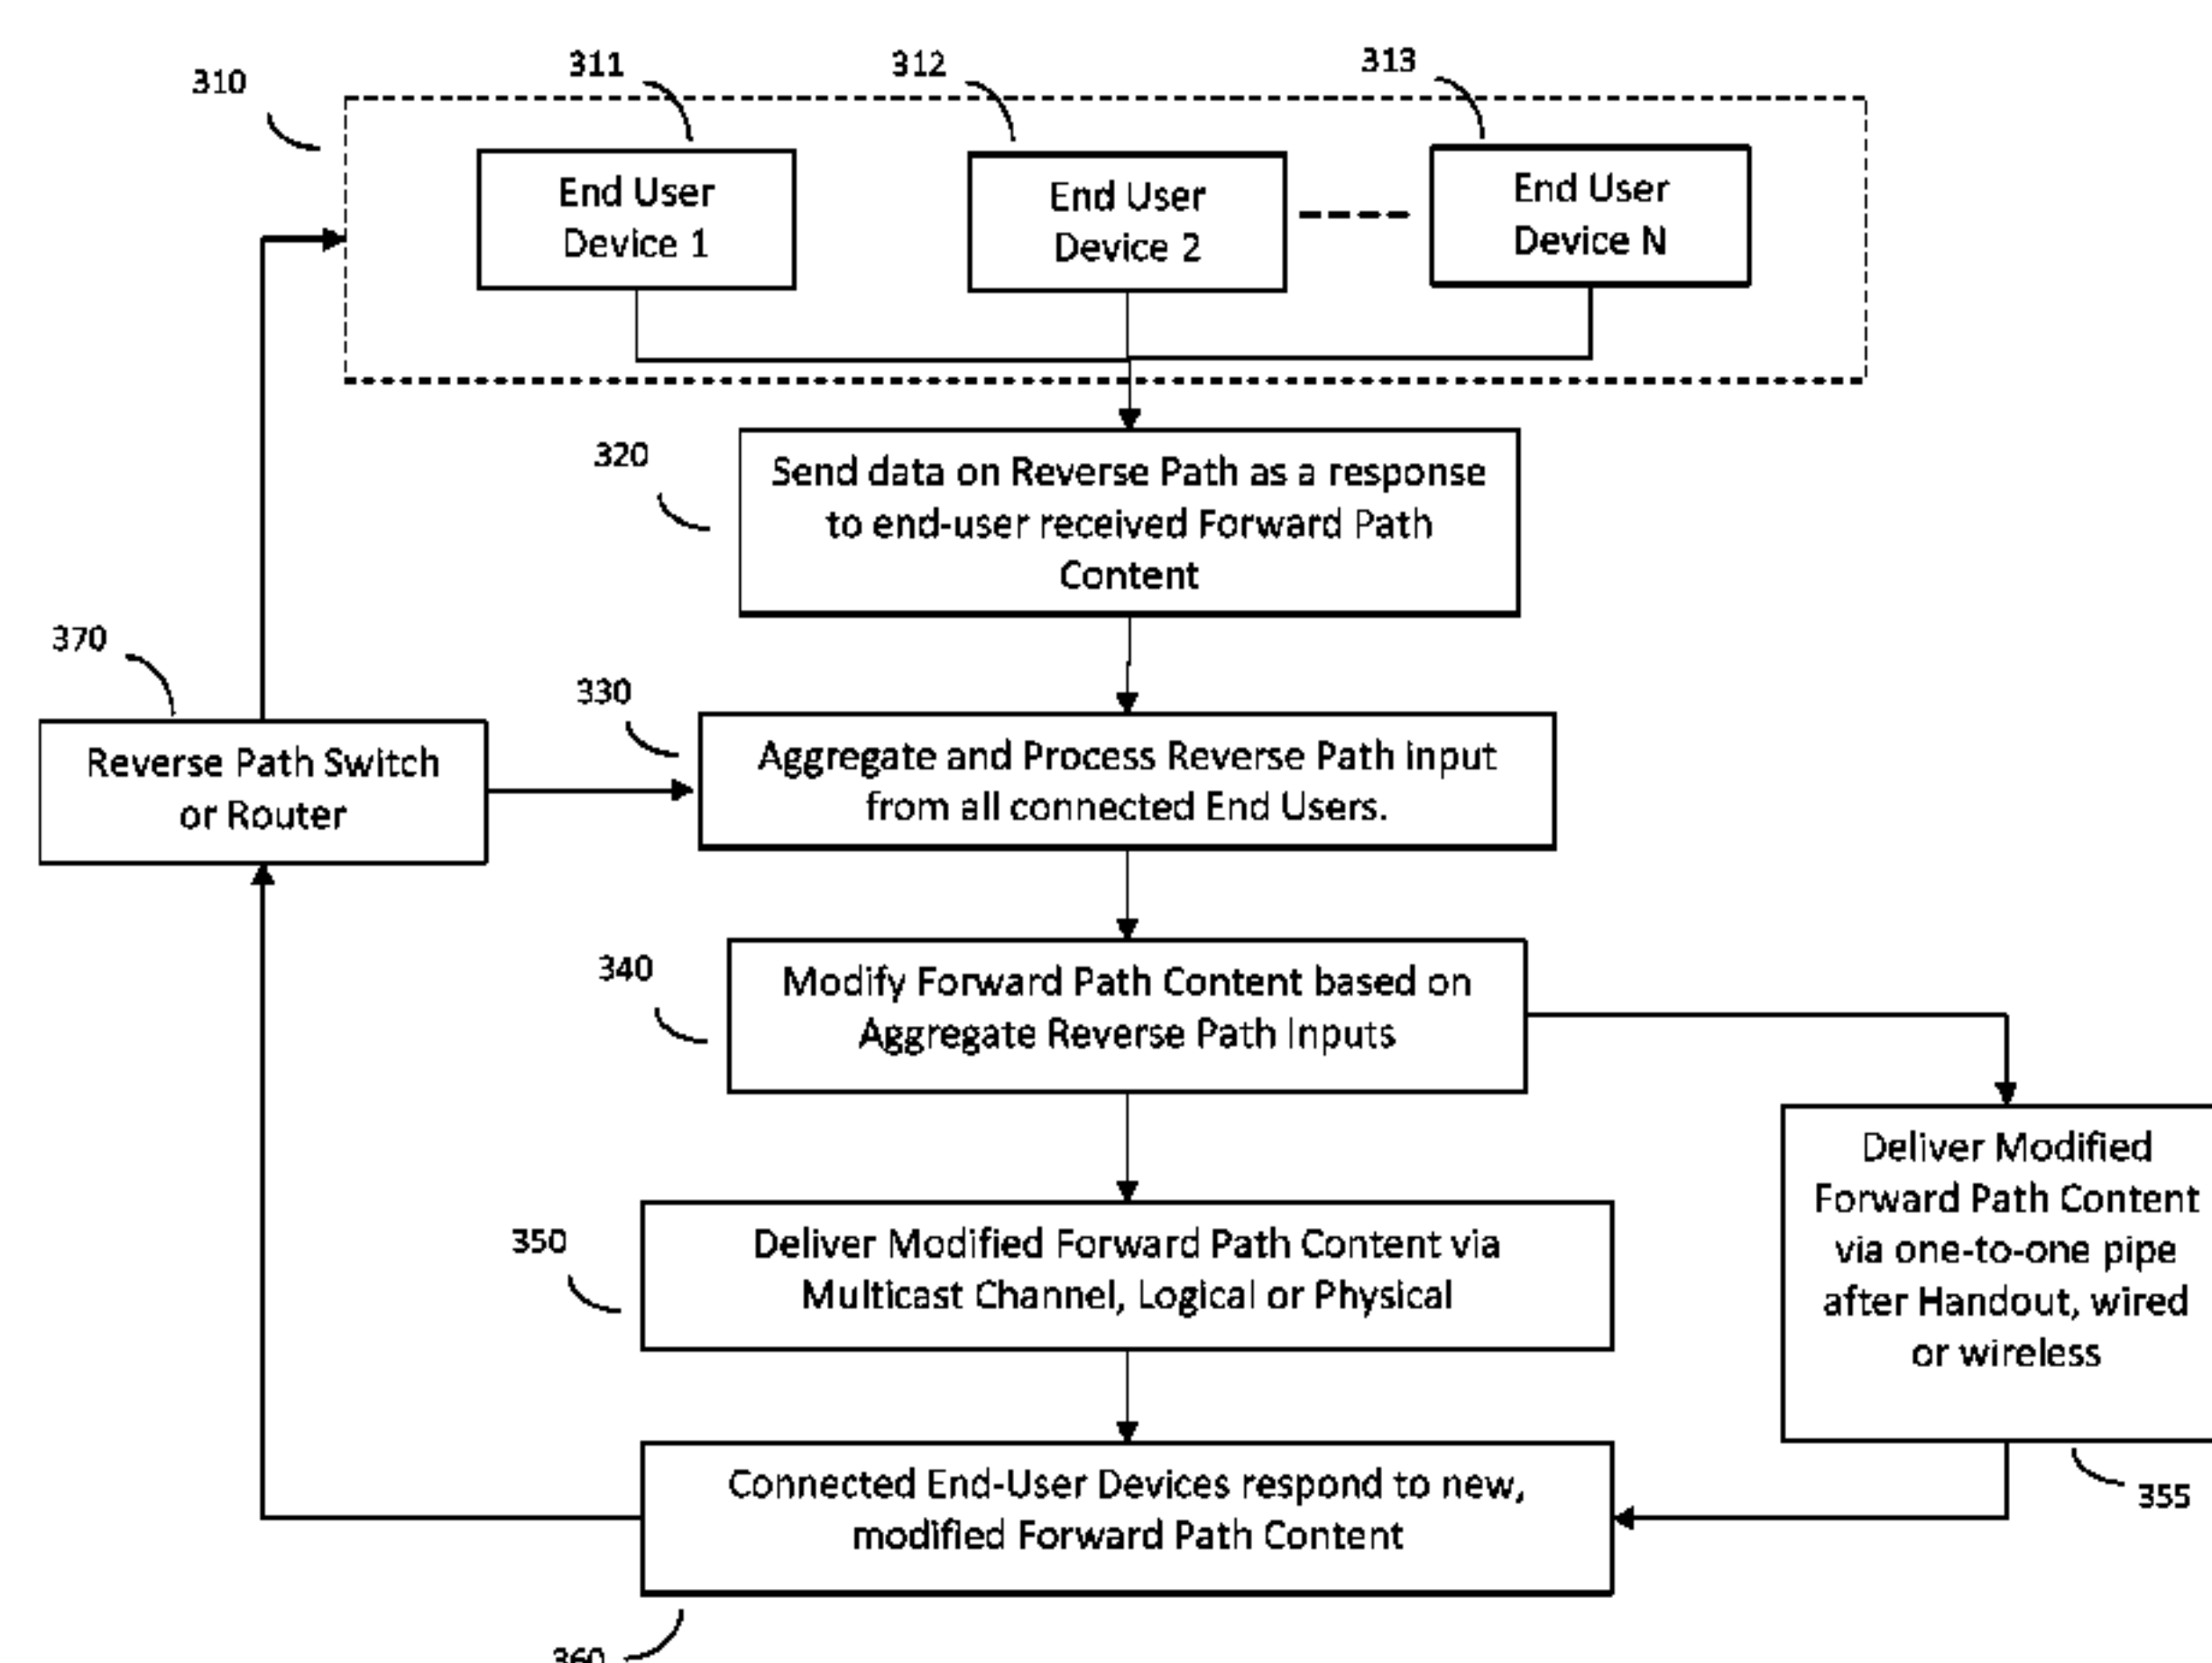 310
311
312
313
End User
Device 1
End User
Device 2
End User
Device N
320
Send data on Reverse Path as a response
to end-user received Forward Path
Content
370
Reverse Path Switch
or Router
330
Aggregate and Process Reverse Path input
from all connected End Users.
340
Modify Forward Path Content based on
Aggregate Reverse Path Inputs
350
Deliver Modified Forward Path Content via
Multicast Channel, Logical or Physical
Deliver Modified
Forward Path Content
via one-to-one pipe
after Handout, wired
or wireless
355
Connected End-User Devices respond to new,
modified Forward Path Content
360